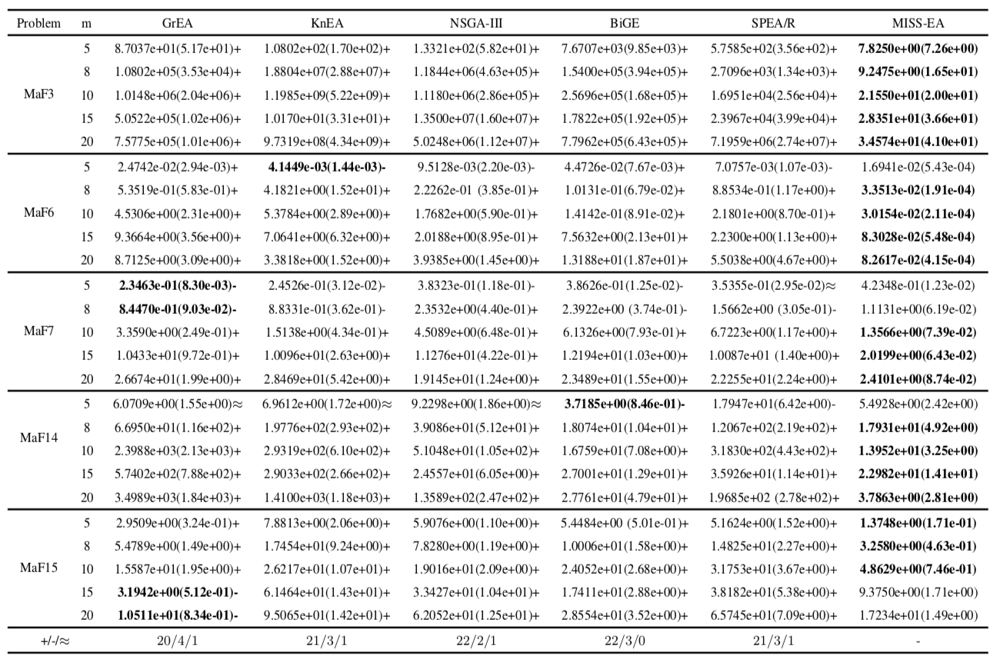 Problem m GrEA KnEA NSGA-III BiGE SPEA/R MISS-EA
5 8.7037e+01(5.17e+01)+ 1.0802e+02(1.70e+02)+ 1.3321e+02(5.82e+01)+ 7.6707e+03(9.85e+03)+ 5.7585e+02(3.56e+02)+ 7.8250e+00(7.26e+00)
8 1.0802e+05(3.53e+04)+ 1.8804e+07(2.88e+07)+ 1.1844e+06(4.63e+05)+ 1.5400e+05(3.94e+05)+ 2.7096e+03(1.34e+03)+ 9.2475e+00(1.65e+01)
MaF3 10 1.0148e+06(2.04e+06)+ 1.1985e+09(5.22e+09)+ 1.1180e+06(2.86e+05)+ 2.5695e+05(1.68e+05)+ 1.6951e+04(2.56e+04)+ 2.1550e+01(2.00e+01)
15 5.0522e+05(1.02e+06)+ 1.0170e+01(3.31e+01)+ 1.3500e+07(1.60e+07)+ 1.7822e+05(1.92e+05)+ 2.3967e+04(3.99e+04)+ 2.8351e+01(3.66e+01)
20 7.5775e+05(1.01e+06)+ 9.7319e+08(4.34e+09)+ 5.0248e+06(1.12e+07)+ 7.7962e+05(6.43e+05)+ 7.1959e+06(2.74e+07)+ 3.4574e+01(4.10e+01)
5 2.4742e-02(2.94e-03)+ 4.1449e-03(1.44e-03)- 9.5128e-03(2.20e-03)- 4.4726e-02(7.67e-03)+ 7.0757e-03(1.07e-03)- 1.6941e-02(5.43e-04)
8 5.3519e-01(5.83e-01)+ 4.1821e+00(1.52e+01)+ 2.2262e-01 (3.85e-01)+ 1.0131e-01(6.79e-02)+ 8.8534e-01(1.17e+00)+ 3.3513e-02(1.91e-04)
MaF6 10 4.5306e+00(2.31e+00)+ 5.3784e+00(2.89e+00)+ 1.7682e+00(5.90e-01)+ 1.4142e-01(8.91e-02)+ 2.1801e+00(8.70e-01)+ 3.0154e-02(2.11e-04)
15 9.3664e+00(3.56e+00)+ 7.0641e+00(6.32e+00)+ 2.0188e+00(8.95e-01)+ 7.5632e+00(2.13e+01)+ 2.2300e+00(1.13e+00)+ 8.3028e-02(5.48e-04)
20 8.7125e+00(3.09e+00)+ 3.3818e+00(1.52e+00)+ 3.9385e+00(1.45e+00)+ 1.3188e+01(1.87e+01)+ 5.5038e+00(4.67e+00)+ 8.2617e-02(4.15e-04)
5 2.3463e-01(8.30e-03)- 2.4526e-01(3.12e-02)- 3.8323e-01(1.18e-01)- 3.8626e-01(1.25e-02)- 3.5355e-01(2.95e-02)≈ 4.2348e-01(1.23e-02)
8 8.4470e-01(9.03e-02)- 8.8331e-01(3.62e-01)- 2.3532e+00(4.40e-01)+ 2.3922e+00 (3.74e-01)- 1.5662e+00 (3.05e-01)- 1.1131e+00(6.19e-02)
MaF7 10 3.3590e+00(2.49e-01)+ 1.5138e+00(4.34e-01)+ 4.5089e+00(6.48e-01)+ 6.1326e+00(7.93e-01)+ 6.7223e+00(1.17e+00)+ 1.3566e+00(7.39e-02)
15 1.0433e+01(9.72e-01)+ 1.0096e+01(2.63e+00)+ 1.1276e+01(4.22e-01)+ 1.2194e+01(1.03e+00)+ 1.0087e+01 (1.40e+00)+ 2.0199e+00(6.43e-02)
20 2.6674e+01(1.99e+00)+ 2.8469e+01(5.42e+00)+ 1.9145e+01(1.24e+00)+ 2.3489e+01(1.55e+00)+ 2.2255e+01(2.24e+00)+ 2.4101e+00(8.74e-02)
5 6.0709e+00(1.55e+00)≈ 6.9612e+00(1.72e+00)≈ 9.2298e+00(1.86e+00)≈ 3.7185e+00(8.46e-01)- 1.7947e+01(6.42e+00)- 5.4928e+00(2.42e+00)
8 6.6950e+01(1.16e+02)+ 1.9776e+02(2.93e+02)+ 3.9086e+01(5.12e+01)+ 1.8074e+01(1.04e+01)+ 1.2067e+02(2.19e+02)+ 1.7931e+01(4.92e+00)
MaF14 10 2.3988e+03(2.13e+03)+ 2.9319e+02(6.10e+02)+ 5.1048e+01(1.05e+02)+ 1.6759e+01(7.08e+00)+ 3.1830e+02(4.43e+02)+ 1.3952e+01(3.25e+00)
15 5.7402e+02(7.88e+02)+ 2.9033e+02(2.66e+02)+ 2.4557e+01(6.05e+00)+ 2.7001e+01(1.29e+01)+ 3.5926e+01(1.14e+01)+ 2.2982e+01(1.41e+01)
20 3.4989e+03(1.84e+03)+ 1.4100e+03(1.18e+03)+ 1.3589e+02(2.47e+02)+ 2.7761e+01(4.79e+01)+ 1.9685e+02 (2.78e+02)+ 3.7863e+00(2.81e+00)
5 2.9509e+00(3.24e-01)+ 7.8813e+00(2.06e+00)+ 5.9076e+00(1.10e+00)+ 5.4484e+00 (5.01e-01)+ 5.1624e+00(1.52e+00)+ 1.3748e+00(1.71e-01)
8 5.4789e+00(1.49e+00)+ 1.7454e+01(9.24e+00)+ 7.8280e+00(1.19e+00)+ 1.0006e+01(1.58e+00)+ 1.4825e+01(2.27e+00)+ 3.2580e+00(4.63e-01)
MaF15 10 1.5587e+01(1.95e+00)+ 2.6217e+01(1.07e+01)+ 1.9016e+01(2.09e+00)+ 2.4052e+01(2.68e+00)+ 3.1753e+01(3.67e+00)+ 4.8629e+00(7.46e-01)
15 3.1942e+00(5.12e-01)- 6.1464e+01(1.43e+01)+ 3.3427e+01(1.04e+01)+ 1.7411e+01(2.88e+00)+ 3.8182e+01(5.38e+00)+ 9.3750e+00(1.71e+00)
20 1.0511e+01(8.34e-01)- 9.5065e+01(1.42e+01)+ 6.2052e+01(1.25e+01)+ 2.8554e+01(3.52e+00)+ 6.5745e+01(7.09e+00)+ 1.7234e+01(1.49e+00)
+/-/≈ 20/4/1 21/3/1 22/2/1 22/3/0 21/3/1 -